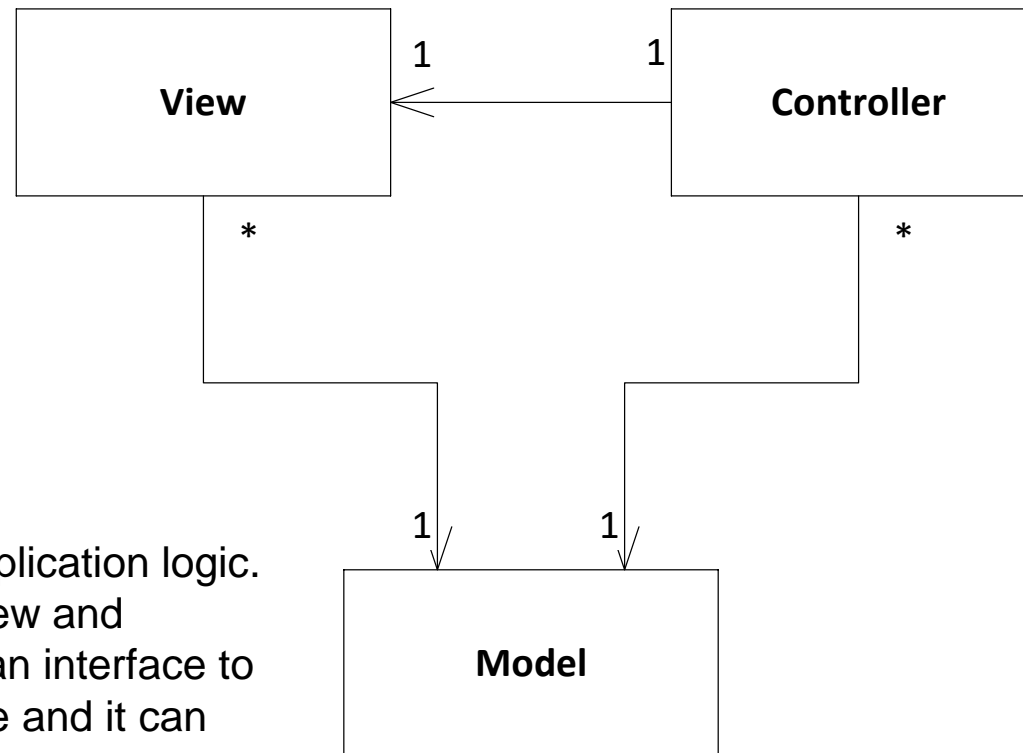 1 1
View Controller
* *
1 1
Model
plication logic.
ew and
an interface to
e and it can